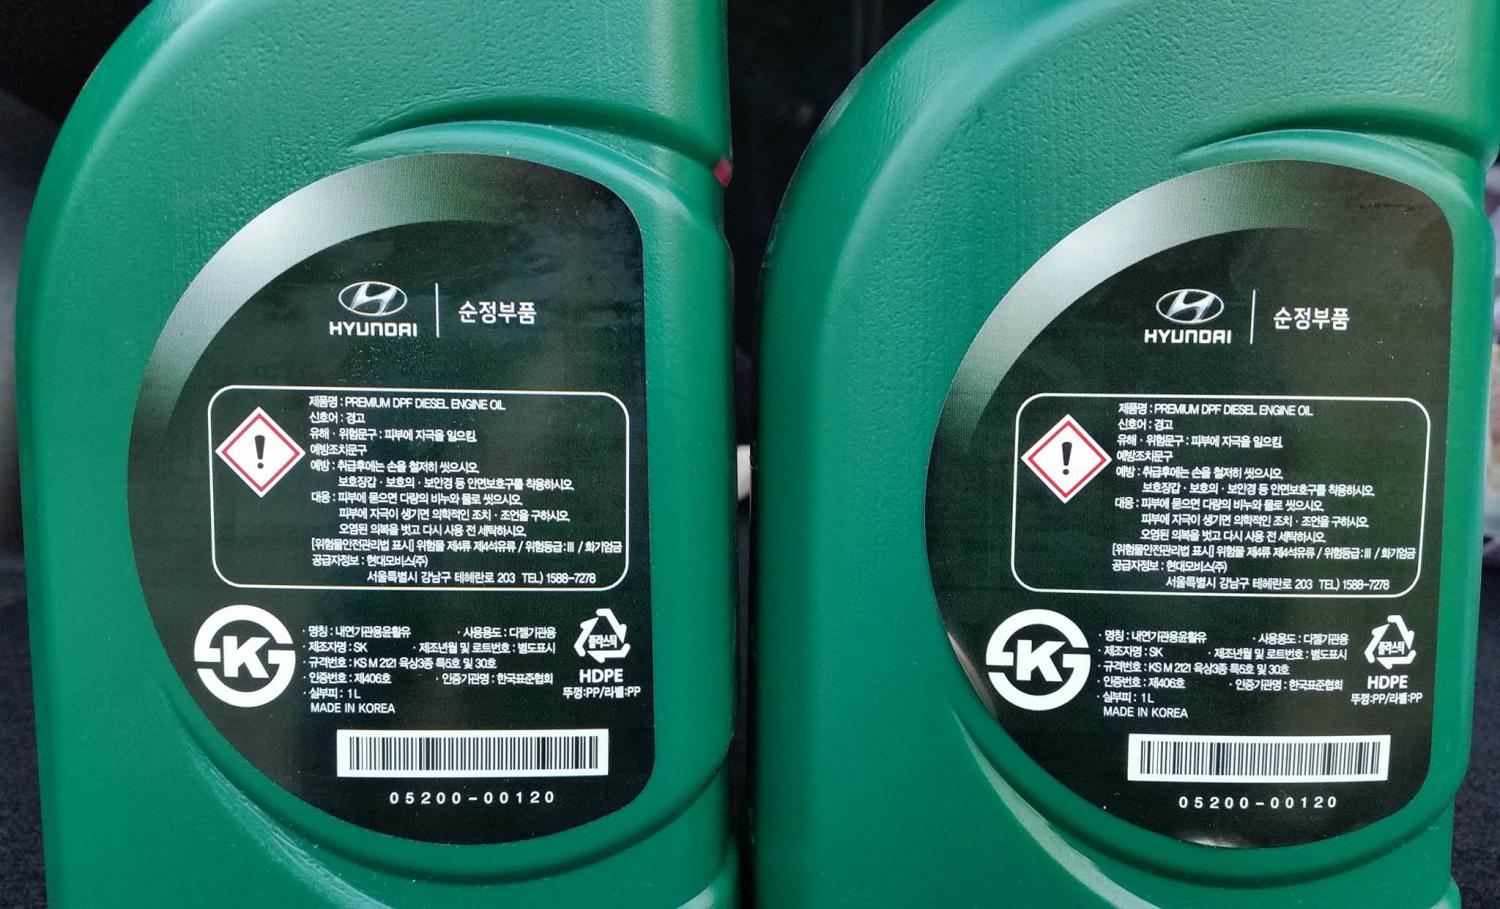 HYUNDAI 순정부품
제품명 : PREMIUM DPF DIESEL ENGINE OIL
신호어 : 경고
유해 · 위험문구 : 피부에 자극을 일으킴.
예방조치문구
예방 : 취급후에는 손을 철저히 씻으시오.
보호장갑 · 보호의 · 보안경 등 안면보호구를 착용하시오.
대응 : 피부에 묻으면 다량의 비누와 물로 씻으시오.
피부에 자극이 생기면 의학적인 조치 · 조언을 구하시오.
오염된 의복을 벗고 다시 사용 전 세탁하시오.
[위험물안전관리법 표시] 위험물 제4류 제4석유류 / 위험등급 : III / 화기엄금
공급자정보 : 현대모비스(주)
서울특별시 강남구 테헤란로 203 TEL) 1588-7278
K
· 명칭 : 내연기관용윤활유 · 사용용도 : 디젤기관용
· 제조자명 : SK · 제조년월 및 로트번호 : 별도표시
· 규격번호 : KS M 2121 육상3종 특5호 및 30호
· 인증번호 : 제406호 · 인증기관명 : 한국표준협회
· 실부피 : 1 L
MADE IN KOREA
플라스틱
HDPE
뚜껑:PP/라벨:PP
05200-00120
HYUNDAI 순정부품
제품명 : PREMIUM DPF DIESEL ENGINE OIL
신호어 : 경고
유해 · 위험문구 : 피부에 자극을 일으킴.
예방조치문구
예방 : 취급후에는 손을 철저히 씻으시오.
보호장갑 · 보호의 · 보안경 등 안면보호구를 착용하시오.
대응 : 피부에 묻으면 다량의 비누와 물로 씻으시오.
피부에 자극이 생기면 의학적인 조치 · 조언을 구하시오.
오염된 의복을 벗고 다시 사용 전 세탁하시오.
[위험물안전관리법 표시] 위험물 제4류 제4석유류 / 위험등급 : III / 화기엄금
공급자정보 : 현대모비스(주)
서울특별시 강남구 테헤란로 203 TEL) 1588-7278
K
· 명칭 : 내연기관용윤활유 · 사용용도 : 디젤기관용
· 제조자명 : SK · 제조년월 및 로트번호 : 별도표시
· 규격번호 : KS M 2121 육상3종 특5호 및 30호
· 인증번호 : 제406호 · 인증기관명 : 한국표준협회
· 실부피 : 1 L
MADE IN KOREA
플라스틱
HDPE
뚜껑:PP/라벨:PP
05200-00120